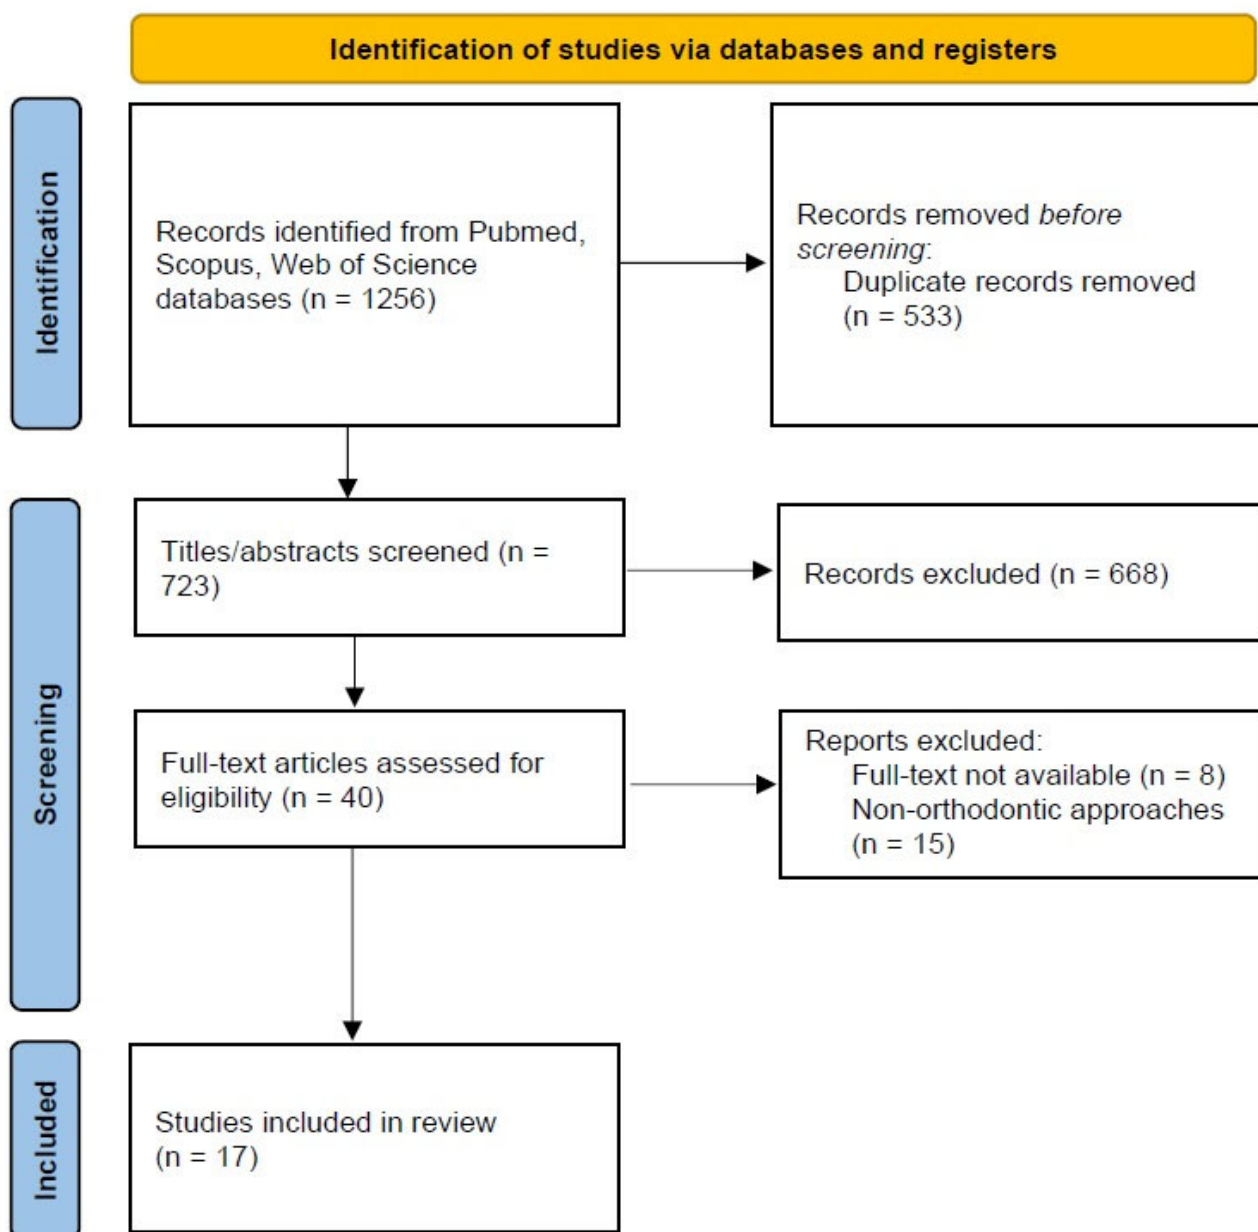 Identification of studies via databases and registers
Identification
Records identified from Pubmed,
Scopus, Web of Science
databases (n = 1256)
Records removed before
screening:
Duplicate records removed
(n = 533)
Screening
Titles/abstracts screened (n =
723)
Records excluded (n = 668)
Full-text articles assessed for
eligibility (n = 40)
Reports excluded:
Full-text not available (n = 8)
Non-orthodontic approaches
(n = 15)
Included
Studies included in review
(n = 17)